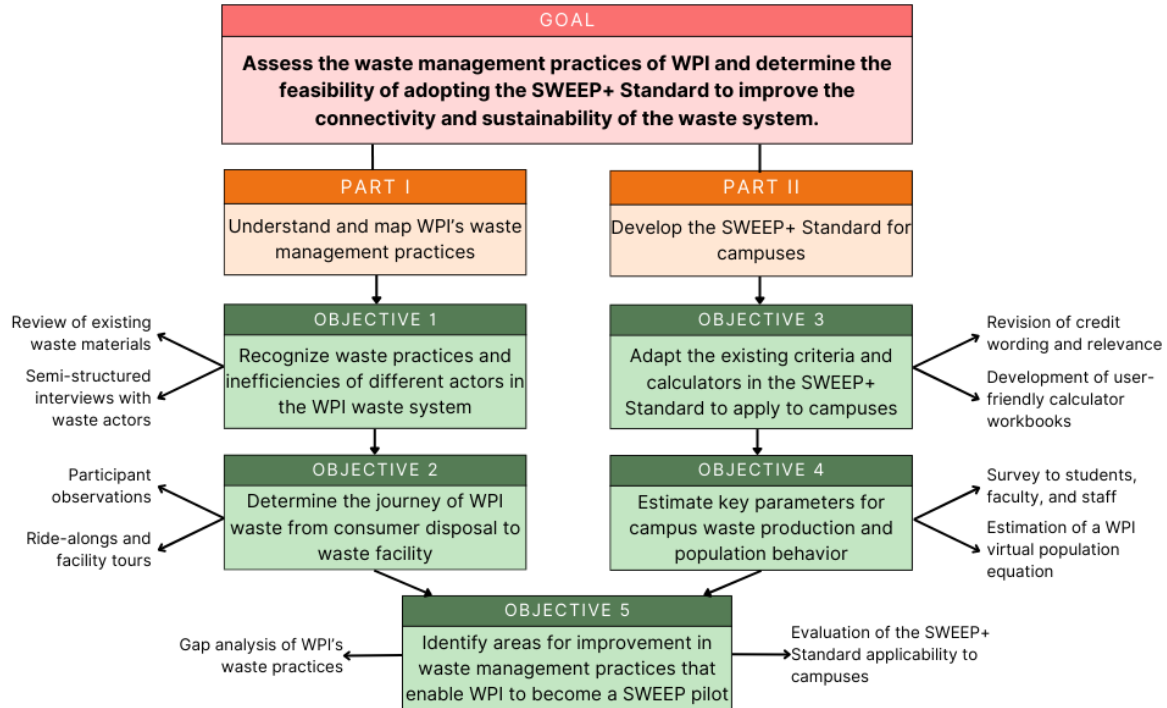 GOAL
Assess the waste management practices of WPI and determine the
feasibility of adopting the SWEEP+ Standard to improve the
connectivity and sustainability of the waste system.
PART I
Understand and map WPI's waste
management practices
PART II
Develop the SWEEP+ Standard for
campuses
Review of existing
waste materials
Semi-structured
interviews with
waste actors
OBJECTIVE 1
Recognize waste practices and
inefficiencies of different actors in
the WPI waste system
OBJECTIVE 3
Adapt the existing criteria and
calculators in the SWEEP+
Standard to apply to campuses
Revision of credit
wording and relevance
Development of user-
friendly calculator
workbooks
Participant
observations
Ride-alongs and
facility tours
OBJECTIVE 2
Determine the journey of WPI
waste from consumer disposal to
waste facility
OBJECTIVE 4
Estimate key parameters for
campus waste production and
population behavior
Survey to students,
faculty, and staff
Estimation of a WPI
virtual population
equation
Gap analysis of WPI's
waste practices
OBJECTIVE 5
Identify areas for improvement in
waste management practices that
enable WPI to become a SWEEP pilot
Evaluation of the SWEEP+
Standard applicability to
campuses